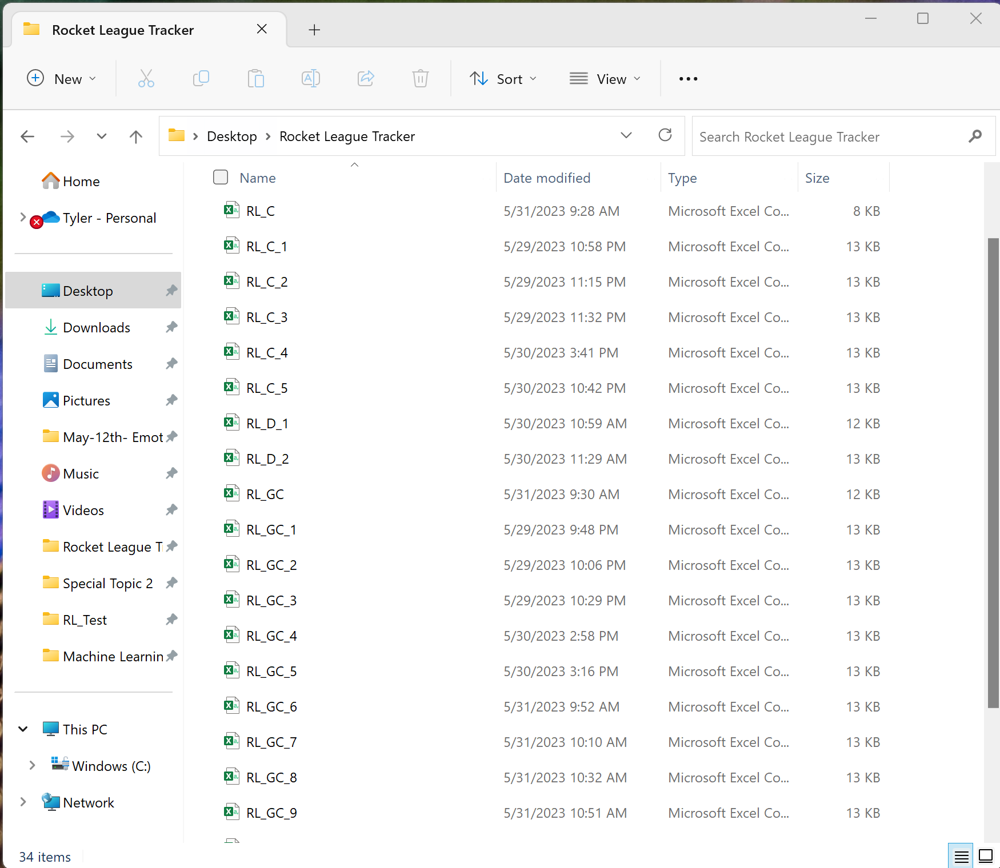 Rocket League Tracker
New
Sort
View
Desktop
Rocket League Tracker
Search Rocket League Tracker
Home
Tyler - Personal
Desktop
Downloads
Documents
Pictures
May-12th- Emot
Music
Videos
Rocket League T
Special Topic 2
RL_Test
Machine Learnin
This PC
Windows (C:)
Network
Name Date modified Type Size
RL_C 5/31/2023 9:28 AM Microsoft Excel Co... 8 KB
RL_C_1 5/29/2023 10:58 PM Microsoft Excel Co... 13 KB
RL_C_2 5/29/2023 11:15 PM Microsoft Excel Co... 13 KB
RL_C_3 5/29/2023 11:32 PM Microsoft Excel Co... 13 KB
RL_C_4 5/30/2023 3:41 PM Microsoft Excel Co... 13 KB
RL_C_5 5/30/2023 10:42 PM Microsoft Excel Co... 13 KB
RL_D_1 5/30/2023 10:59 AM Microsoft Excel Co... 12 KB
RL_D_2 5/30/2023 11:29 AM Microsoft Excel Co... 13 KB
RL_GC 5/31/2023 9:30 AM Microsoft Excel Co... 12 KB
RL_GC_1 5/29/2023 9:48 PM Microsoft Excel Co... 13 KB
RL_GC_2 5/29/2023 10:06 PM Microsoft Excel Co... 13 KB
RL_GC_3 5/29/2023 10:29 PM Microsoft Excel Co... 13 KB
RL_GC_4 5/30/2023 2:58 PM Microsoft Excel Co... 13 KB
RL_GC_5 5/30/2023 3:16 PM Microsoft Excel Co... 13 KB
RL_GC_6 5/31/2023 9:52 AM Microsoft Excel Co... 13 KB
RL_GC_7 5/31/2023 10:10 AM Microsoft Excel Co... 13 KB
RL_GC_8 5/31/2023 10:32 AM Microsoft Excel Co... 13 KB
RL_GC_9 5/31/2023 10:51 AM Microsoft Excel Co... 13 KB
34 items